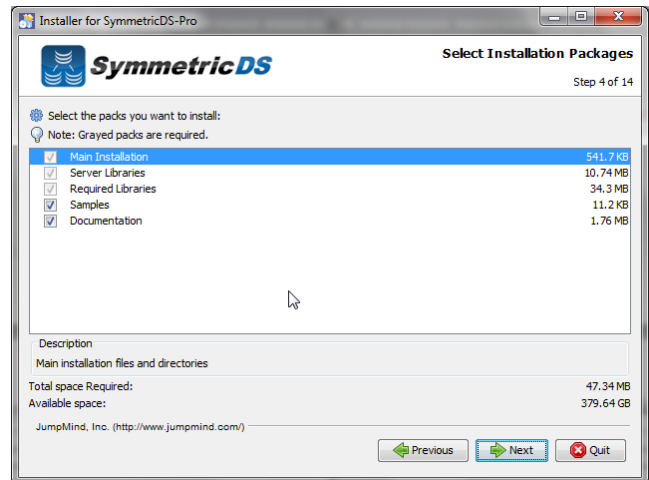 Installer for SymmetricDS-Pro
SymmetricDS
Select Installation Packages
Step 4 of 14
Select the packs you want to install:
Note: Grayed packs are required.
Main Installation 541.7 KB
Server Libraries 10.74 MB
Required Libraries 34.3 MB
Samples 11.2 KB
Documentation 1.76 MB
Description
Main installation files and directories
Total space Required: 47.34 MB
Available space: 379.64 GB
JumpMind, Inc. (http://www.jumpmind.com/)
Previous Next Quit